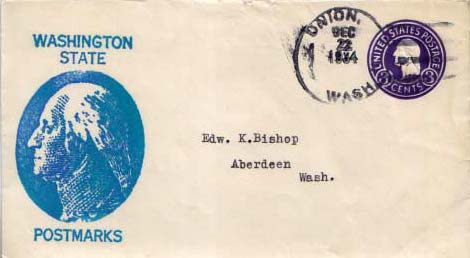 WASHINGTON
STATE
POSTMARKS
UNION,
DEC
22
1934
WASH
UNITED STATES POSTAGE
3 CENTS 3
Edw. K.Bishop
Aberdeen
Wash.